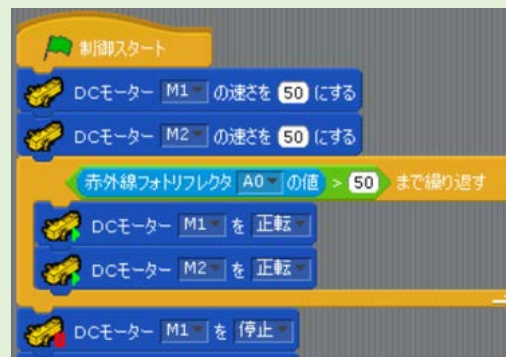 制御スタート
DCモーター M1 の速さを 50 にする
DCモーター M2 の速さを 50 にする
赤外線フォトリフレクタ A0 の値 > 50 まで繰り返す
DCモーター M1 を 正転
DCモーター M2 を 正転
DCモーター M1 を 停止